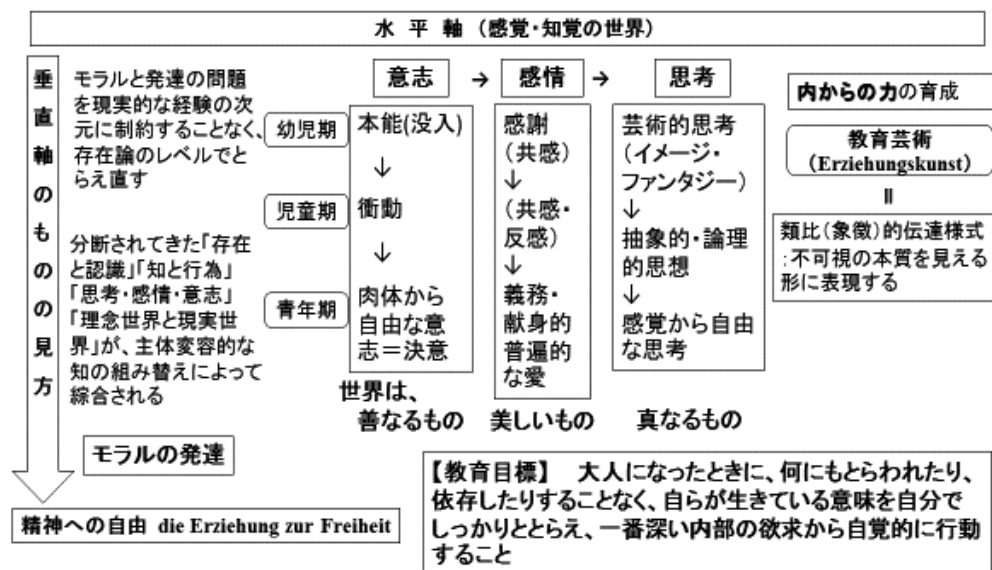 水 平 軸 (感覚・知覚の世界)
垂直軸のものの見方
モラルと発達の問題
を現実的な経験の次
元に制約することなく、
存在論のレベルでと
らえ直す
分断されてきた「存在
と認識」「知と行為」
「思考・感情・意志」
「理念世界と現実世
界」が、主体変容的な
知の組み替えによって
綜合される
モラルの発達
精神への自由 die Erziehung zur Freiheit
意志 → 感情 → 思考
幼児期
児童期
青年期
本能(没入)
↓
衝動
↓
肉体から
自由な意
志=決意
感謝
(共感)
↓
(共感・
反感)
↓
義務・
献身的
普遍的
な愛
芸術的思考
(イメージ・
ファンタジー)
↓
抽象的・論理
的思想
↓
感覚から自由
な思考
世界は、
善なるもの 美しいもの 真なるもの
内からの力の育成
教育芸術
(Erziehungskunst)
॥
類比(象徴)的伝達様式
:不可視の本質を見える
形に表現する
【教育目標】 大人になったときに、何にもとらわれたり、
依存したりすることなく、自らが生きている意味を自分で
しっかりととらえ、一番深い内部の欲求から自覚的に行動
すること